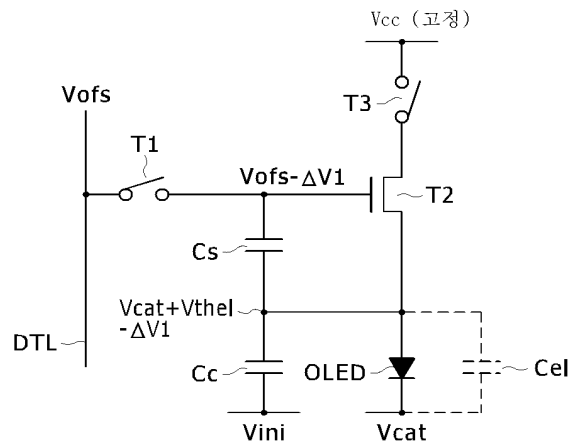 Vcc (고정)
T3
Vofs
T1
Vofs-ΔV1
T2
Cs
Vcat+Vthel
-ΔV1
DTL
Cc
OLED
Cel
Vini
Vcat